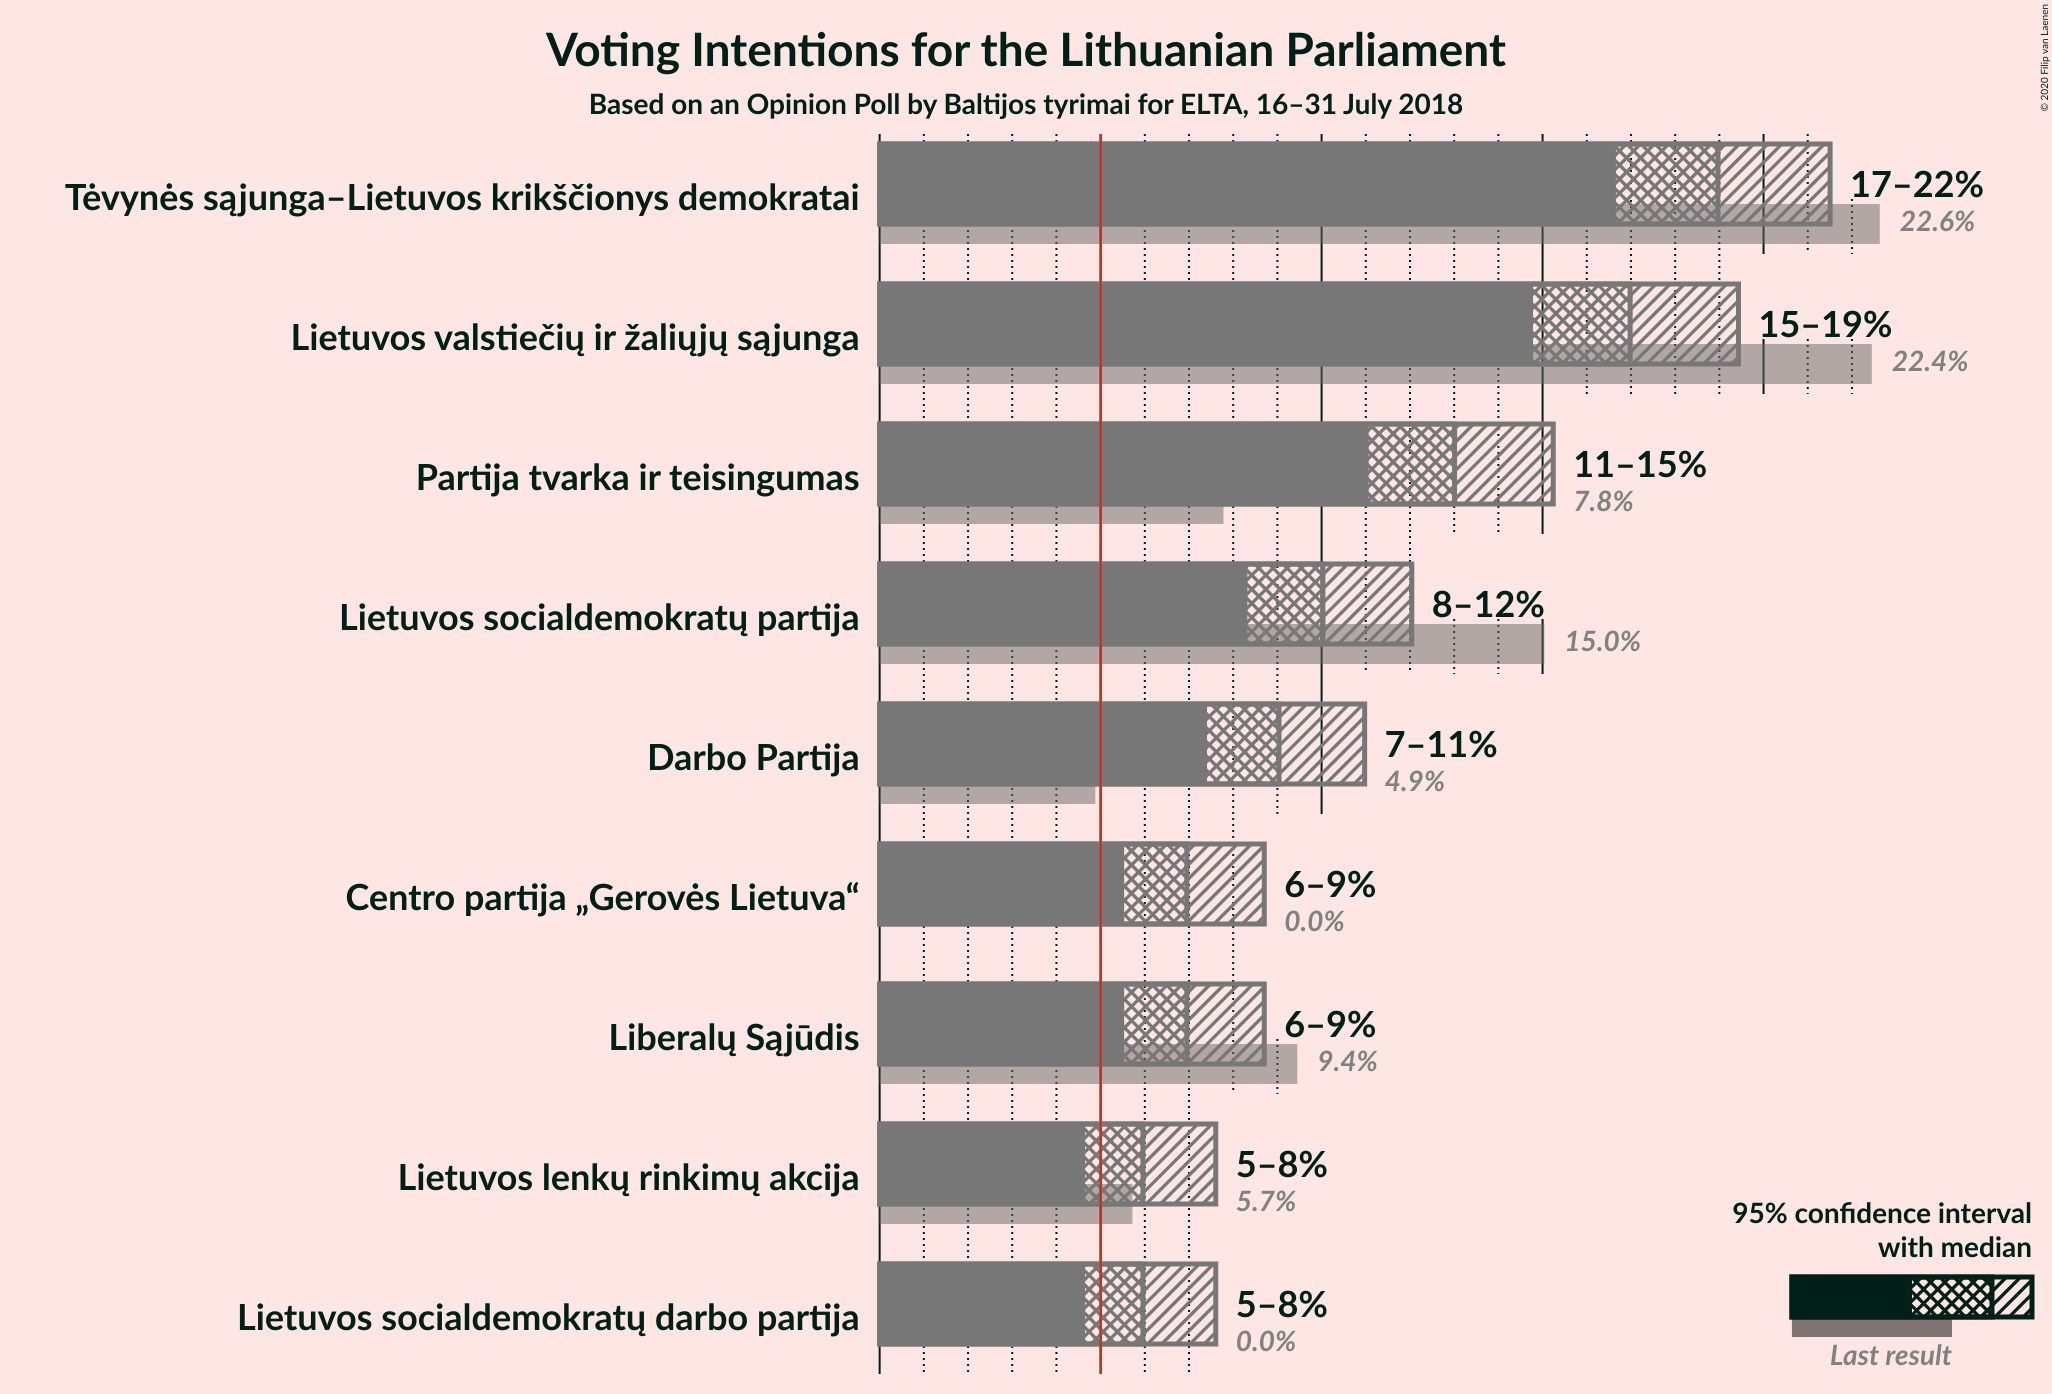 Voting Intentions for the Lithuanian Parliament
Based on an Opinion Poll by Baltijos tyrimai for ELTA, 16–31 July 2018
© 2020 Filip van Laenen
Tėvynės sąjunga–Lietuvos krikščionys demokratai
17–22%
22.6%
Lietuvos valstiečių ir žaliųjų sąjunga
15–19%
22.4%
Partija tvarka ir teisingumas
11–15%
7.8%
Lietuvos socialdemokratų partija
8–12%
15.0%
Darbo Partija
7–11%
4.9%
Centro partija „Gerovės Lietuva“
6–9%
0.0%
Liberalų Sąjūdis
6–9%
9.4%
Lietuvos lenkų rinkimų akcija
5–8%
5.7%
Lietuvos socialdemokratų darbo partija
5–8%
0.0%
95% confidence interval
with median
Last result